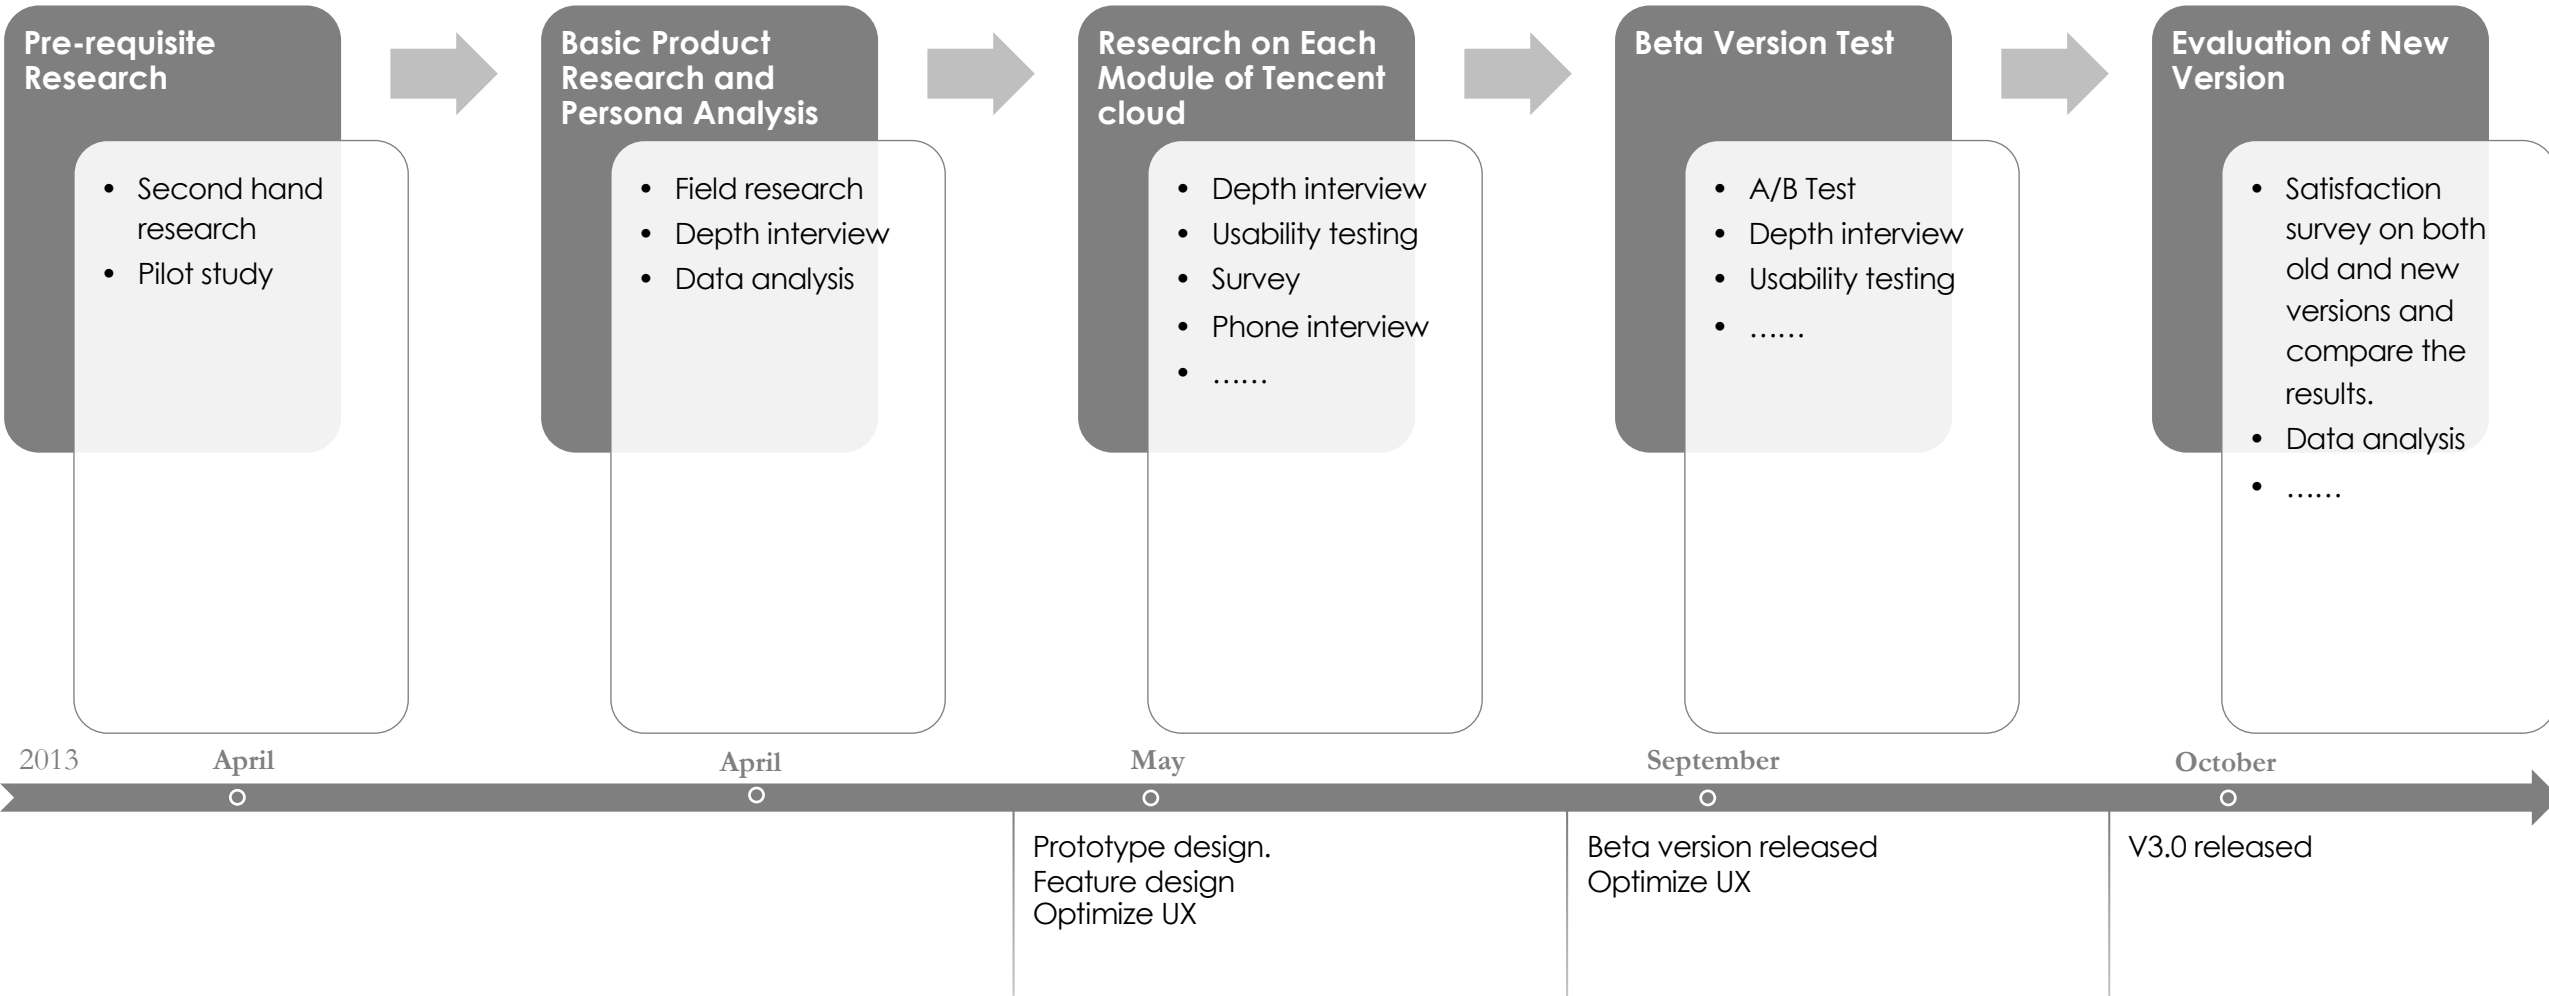 Pre-requisite
Research
• Second hand
research
• Pilot study
Basic Product
Research and
Persona Analysis
• Field research
• Depth interview
• Data analysis
Research on Each
Module of Tencent
cloud
• Depth interview
• Usability testing
• Survey
• Phone interview
• ……
Beta Version Test
• A/B Test
• Depth interview
• Usability testing
• ……
Evaluation of New
Version
• Satisfaction
survey on both
old and new
versions and
compare the
results.
• Data analysis
• ……
2013
April
April
May
September
October
Prototype design.
Feature design
Optimize UX
Beta version released
Optimize UX
V3.0 released